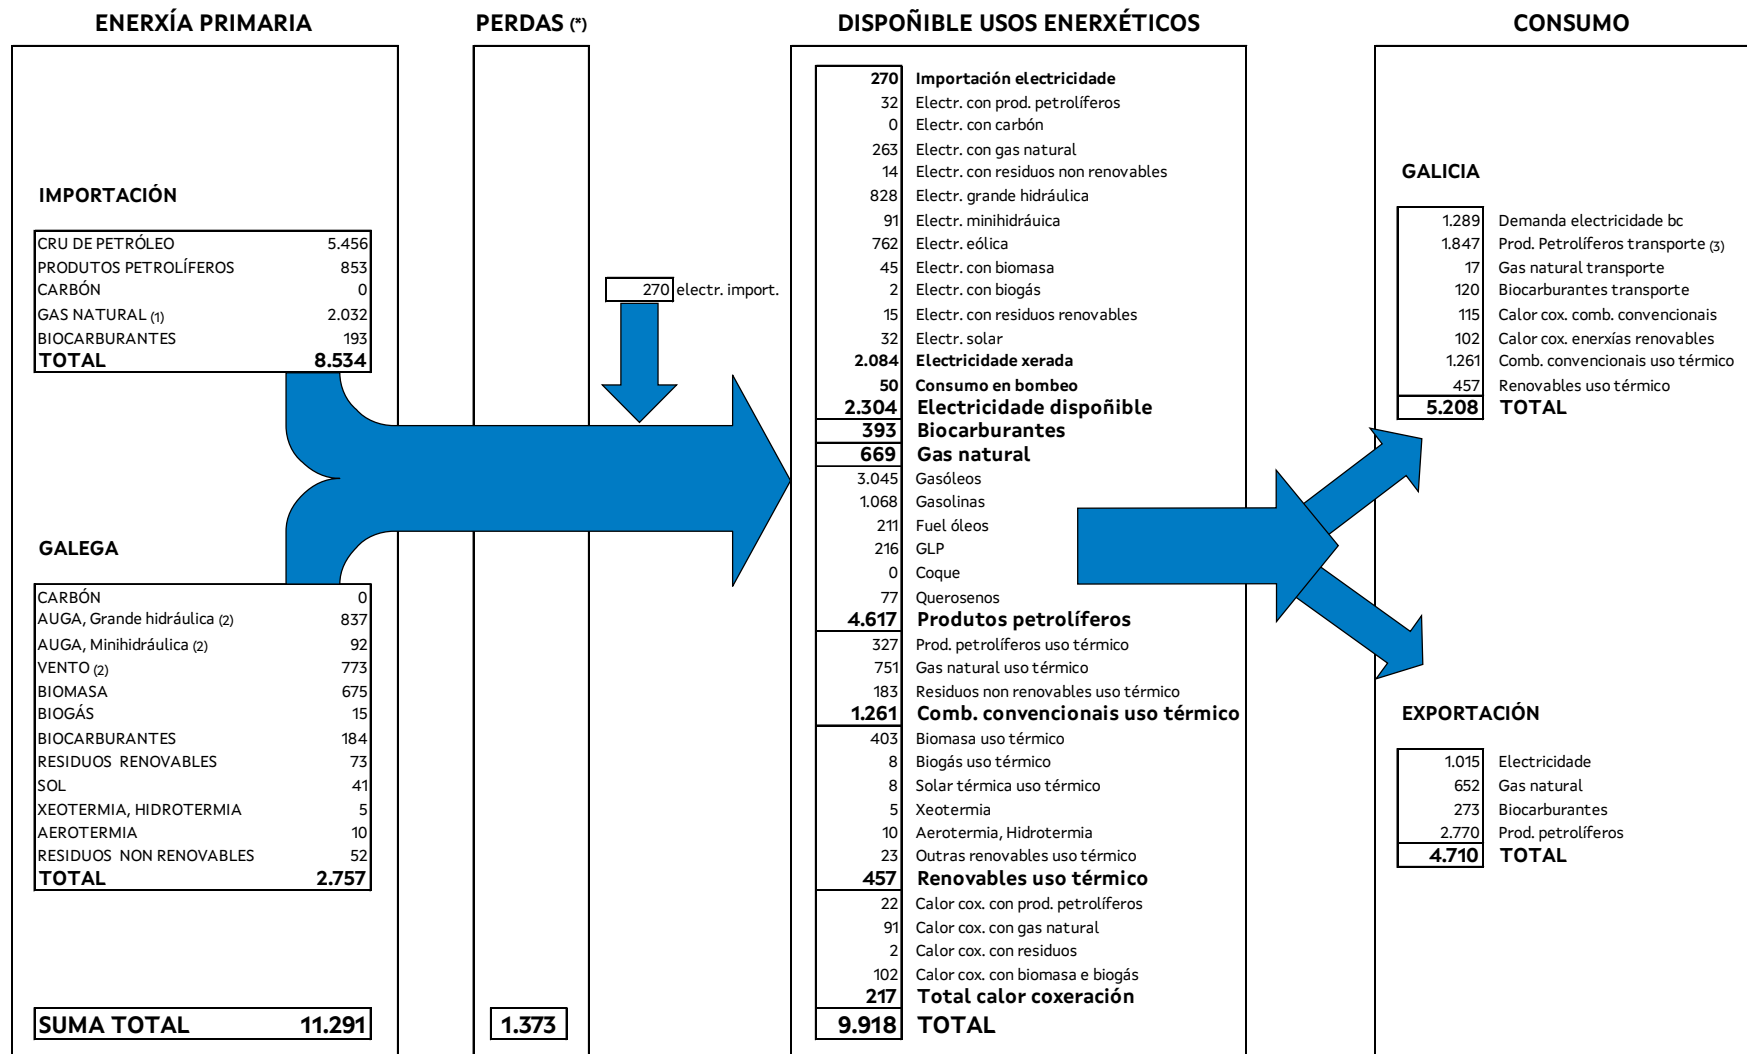 ENERXÍA PRIMARIA
IMPORTACIÓN
CRU DE PETRÓLEO 5.456
PRODUTOS PETROLÍFEROS 853
CARBÓN 0
GAS NATURAL (1) 2.032
BIOCARBURANTES 193
TOTAL 8.534
GALEGA
CARBÓN 0
AUGA, Grande hidráulica (2) 837
AUGA, Minihidráulica (2) 92
VENTO (2) 773
BIOMASA 675
BIOGÁS 15
BIOCARBURANTES 184
RESIDUOS RENOVABLES 73
SOL 41
XEOTERMIA, HIDROTERMIA 5
AEROTERMIA 10
RESIDUOS NON RENOVABLES 52
TOTAL 2.757
SUMA TOTAL 11.291
PERDAS (*)
1.373
270 electr. import.
DISPOÑIBLE USOS ENERXÉTICOS
270 Importación electricidade
32 Electr. con prod. petrolíferos
0 Electr. con carbón
263 Electr. con gas natural
14 Electr. con residuos non renovables
828 Electr. grande hidráulica
91 Electr. minihidráuica
762 Electr. eólica
45 Electr. con biomasa
2 Electr. con biogás
15 Electr. con residuos renovables
32 Electr. solar
2.084 Electricidade xerada
50 Consumo en bombeo
2.304 Electricidade dispoñible
393 Biocarburantes
669 Gas natural
3.045 Gasóleos
1.068 Gasolinas
211 Fuel óleos
216 GLP
0 Coque
77 Querosenos
4.617 Produtos petrolíferos
327 Prod. petrolíferos uso térmico
751 Gas natural uso térmico
183 Residuos non renovables uso térmico
1.261 Comb. convencionais uso térmico
403 Biomasa uso térmico
8 Biogás uso térmico
8 Solar térmica uso térmico
5 Xeotermia
10 Aerotermia, Hidrotermia
23 Outras renovables uso térmico
457 Renovables uso térmico
22 Calor cox. con prod. petrolíferos
91 Calor cox. con gas natural
2 Calor cox. con residuos
102 Calor cox. con biomasa e biogás
217 Total calor coxeración
9.918 TOTAL
CONSUMO
GALICIA
1.289 Demanda electricidade bc
1.847 Prod. Petrolíferos transporte (3)
17 Gas natural transporte
120 Biocarburantes transporte
115 Calor cox. comb. convencionais
102 Calor cox. enerxías renovables
1.261 Comb. convencionais uso térmico
457 Renovables uso térmico
5.208 TOTAL
EXPORTACIÓN
1.015 Electricidade
652 Gas natural
273 Biocarburantes
2.770 Prod. petrolíferos
4.710 TOTAL